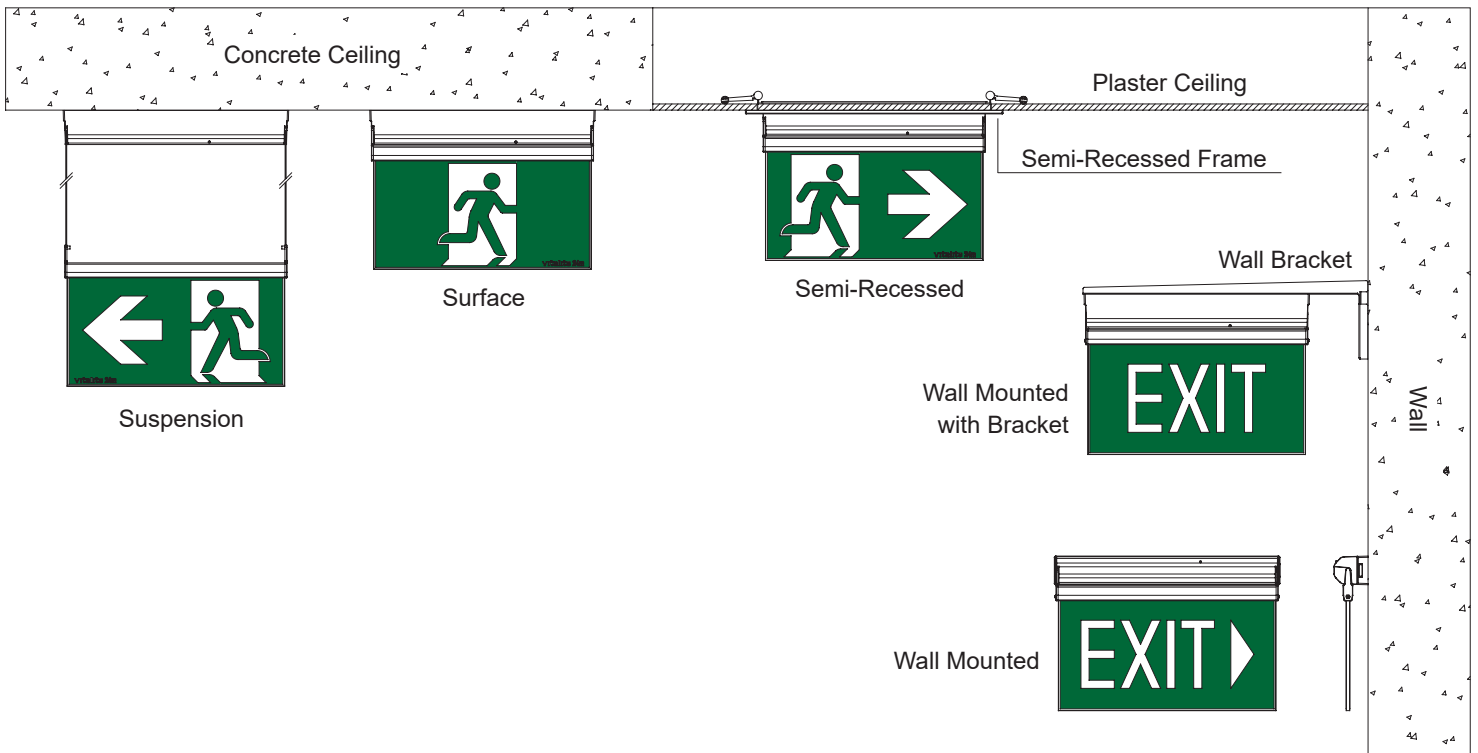 Concrete Ceiling
Plaster Ceiling
Semi-Recessed Frame
Wall Bracket
Semi-Recessed
Surface
Suspension
Wall Mounted
with Bracket
EXIT
Wall
Wall Mounted
EXIT